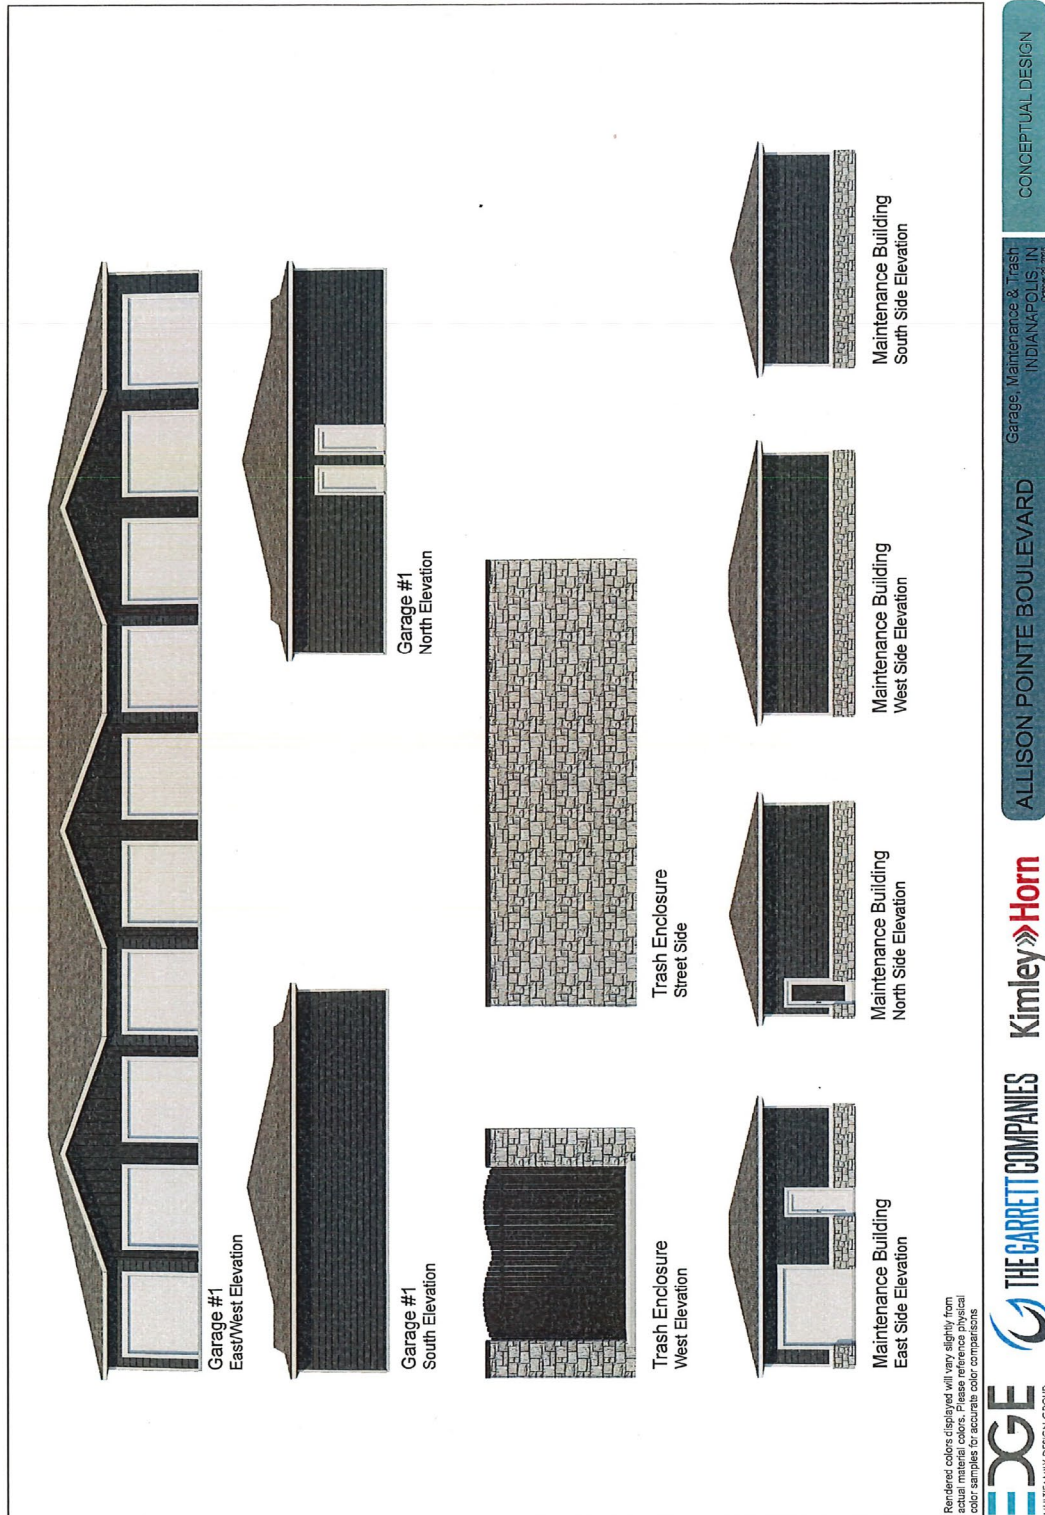 Garage #1
East/West Elevation
Garage #1
South Elevation
Garage #1
North Elevation
Trash Enclosure
West Elevation
Trash Enclosure
Street Side
Maintenance Building
East Side Elevation
Maintenance Building
North Side Elevation
Maintenance Building
West Side Elevation
Maintenance Building
South Side Elevation
Rendered colors displayed will vary slightly from
actual material colors. Please reference physical
color samples for accurate color comparisons
EDGE
THE GARRETT COMPANIES
Kimley»Horn
ALLISON POINTE BOULEVARD
Garage, Maintenance & Trash
INDIANAPOLIS, IN
CONCEPTUAL DESIGN